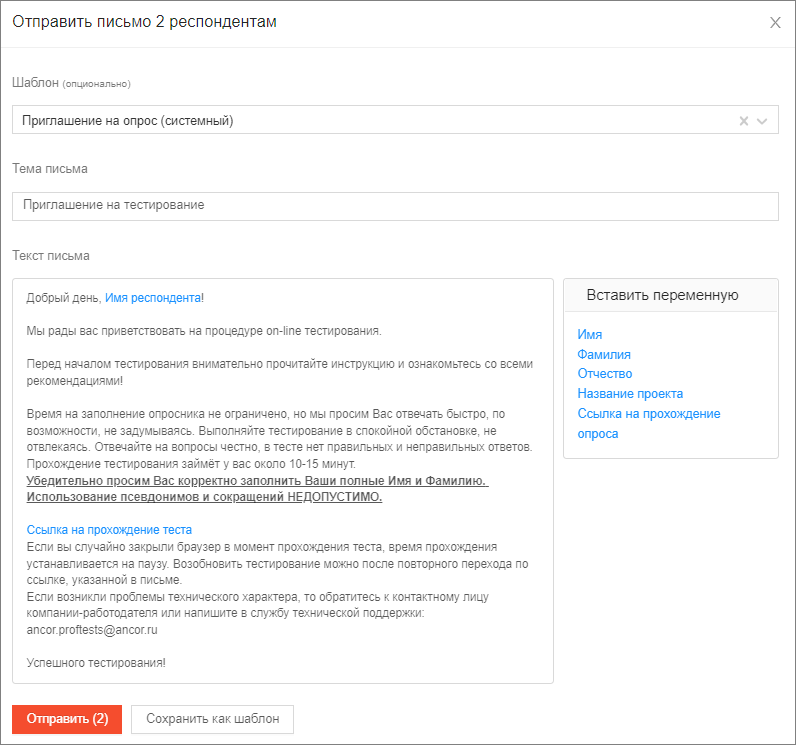 Отправить письмо 2 респондентам
Шаблон (опционально)
Приглашение на опрос (системный)
Тема письма
Приглашение на тестирование
Текст письма
Добрый день, Имя респондента!
Мы рады вас приветствовать на процедуре on-line тестирования.
Перед началом тестирования внимательно прочитайте инструкцию и ознакомьтесь со всеми
рекомендациями!
Время на заполнение опросника не ограничено, но мы просим Вас отвечать быстро, по
возможности, не задумываясь. Выполняйте тестирование в спокойной обстановке, не
отвлекаясь. Отвечайте на вопросы честно, в тесте нет правильных и неправильных ответов.
Прохождение тестирования займёт у вас около 10-15 минут.
Убедительно просим Вас корректно заполнить Ваши полные Имя и Фамилию.
Использование псевдонимов и сокращений НЕДОПУСТИМО.
Ссылка на прохождение теста
Если вы случайно закрыли браузер в момент прохождения теста, время прохождения
устанавливается на паузу. Возобновить тестирование можно после повторного перехода по
ссылке, указанной в письме.
Если возникли проблемы технического характера, то обратитесь к контактному лицу
компании-работодателя или напишите в службу технической поддержки:
ancor.proftests@ancor.ru
Успешного тестирования!
Вставить переменную
Имя
Фамилия
Отчество
Название проекта
Ссылка на прохождение
опроса
Отправить (2)
Сохранить как шаблон